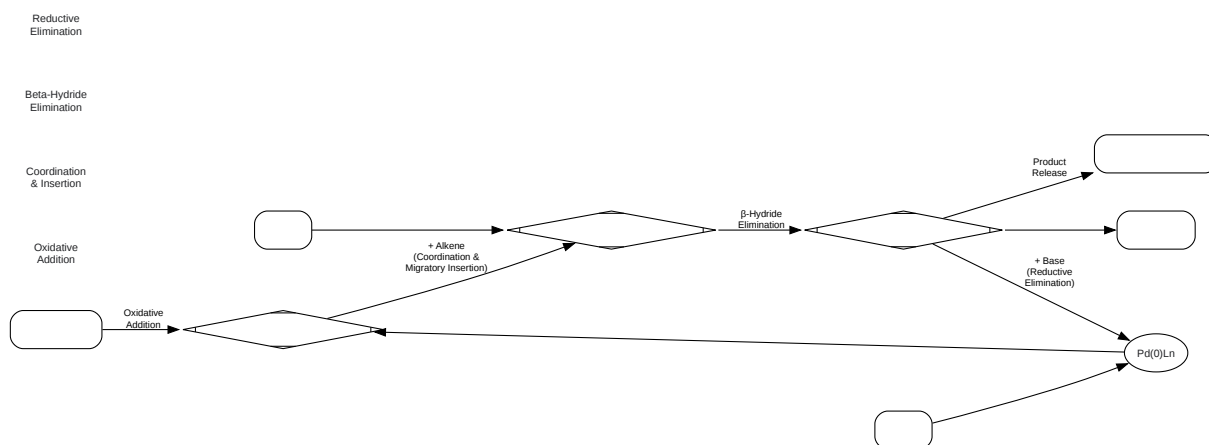 Reductive
Elimination
Beta-Hydride
Elimination
Coordination
& Insertion
Oxidative
Addition
Oxidative
Addition
+ Alkene
(Coordination &
Migratory Insertion)
β-Hydride
Elimination
Product
Release
+ Base
(Reductive
Elimination)
Pd(0)Ln